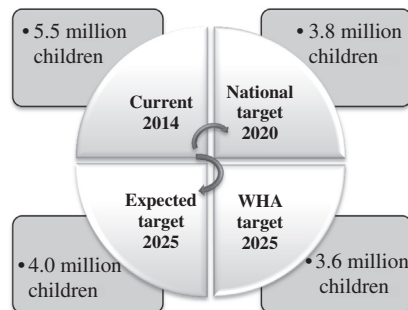 • 5.5 million
children
• 3.8 million
children
Current
2014
National
target
2020
Expected
target
2025
WHA
target
2025
• 4.0 million
children
• 3.6 million
children